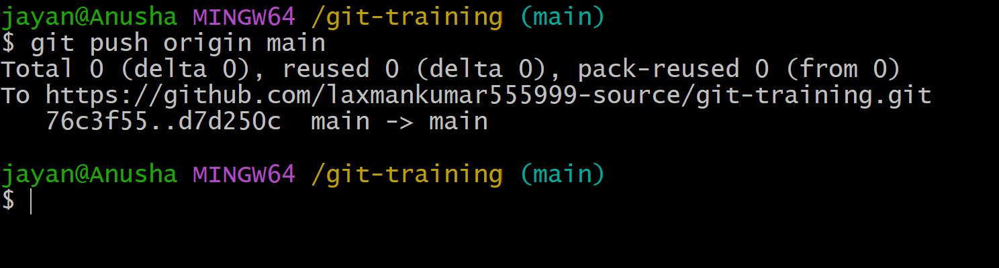 jayan@Anusha MINGW64 /git-training (main)
$ git push origin main
Total 0 (delta 0), reused 0 (delta 0), pack-reused 0 (from 0)
To https://github.com/laxmankumar555999-source/git-training.git
   76c3f55..d7d250c  main -> main

jayan@Anusha MINGW64 /git-training (main)
$